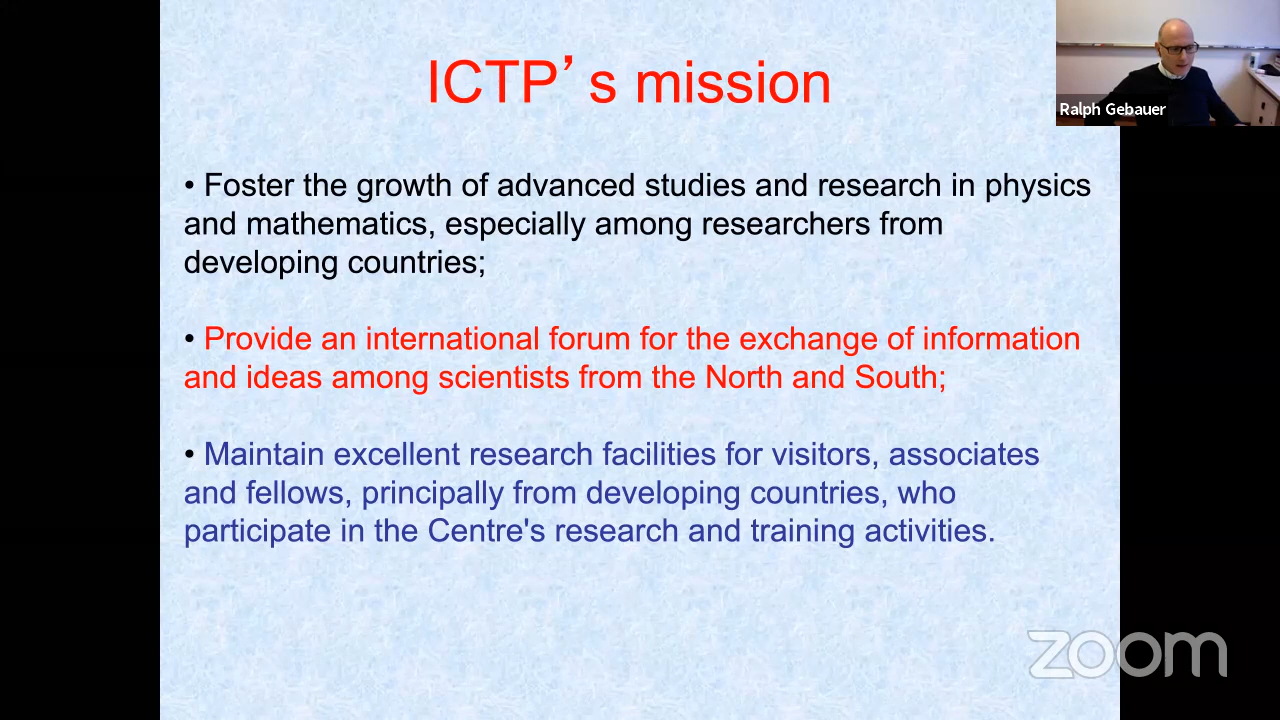 ICTP's mission
Ralph Gebauer
• Foster the growth of advanced studies and research in physics
and mathematics, especially among researchers from
developing countries;
• Provide an international forum for the exchange of information
and ideas among scientists from the North and South;
• Maintain excellent research facilities for visitors, associates
and fellows, principally from developing countries, who
participate in the Centre's research and training activities.
zoom